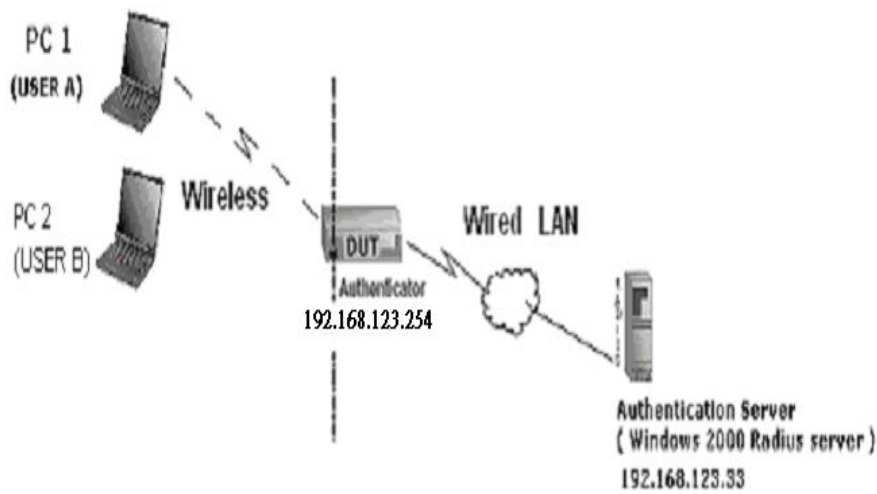 PC 1
(USER A)
Wireless
PC 2
(USER B)
DUT
Wired LAN
Authenticator
192.168.123.254
Authentication Server
( Windows 2000 Radius server )
192.168.123.33